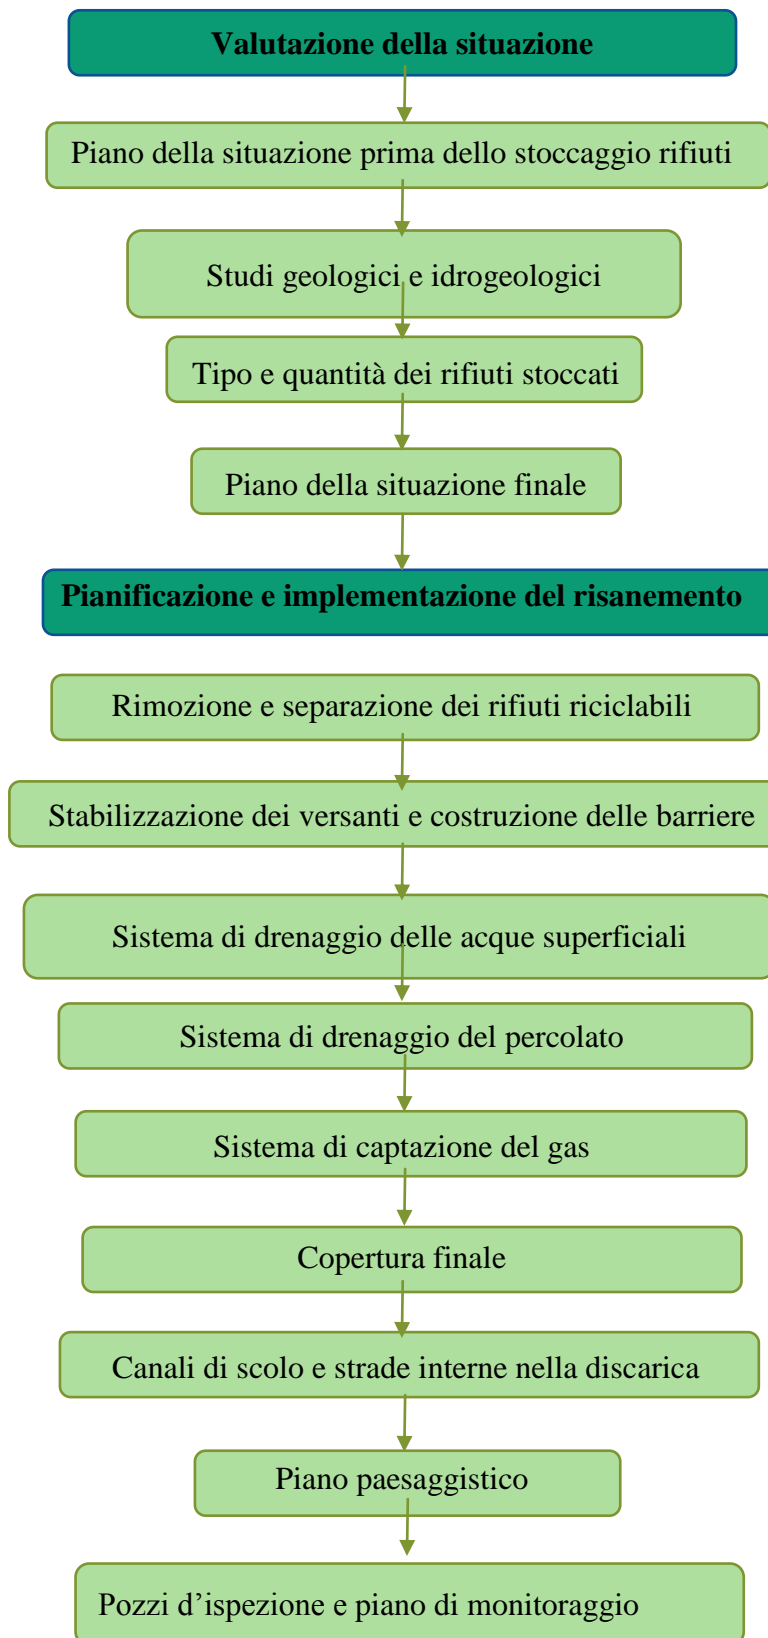 Valutazione della situazione
Piano della situazione prima dello stoccaggio rifiuti
Studi geologici e idrogeologici
Tipo e quantità dei rifiuti stoccati
Piano della situazione finale
Pianificazione e implementazione del risanemento
Rimozione e separazione dei rifiuti riciclabili
Stabilizzazione dei versanti e costruzione delle barriere
Sistema di drenaggio delle acque superficiali
Sistema di drenaggio del percolato
Sistema di captazione del gas
Copertura finale
Canali di scolo e strade interne nella discarica
Piano paesaggistico
Pozzi d’ispezione e piano di monitoraggio